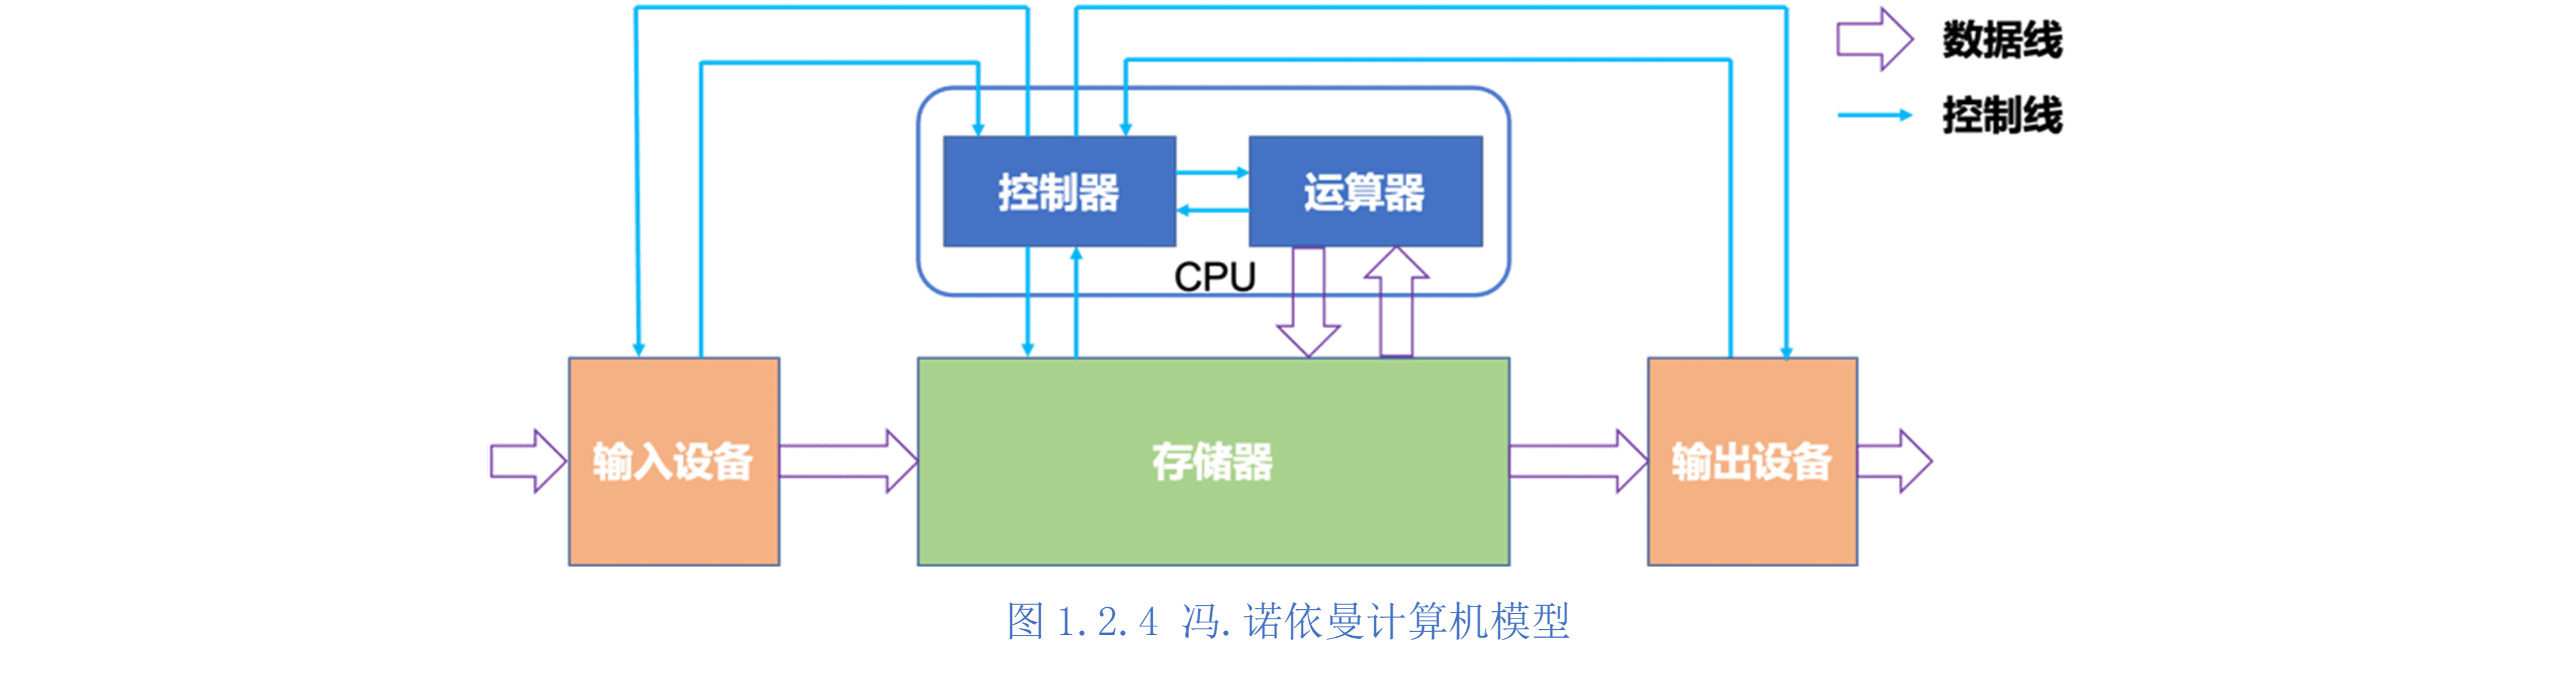 数据线
控制线
控制器
运算器
CPU
输入设备
存储器
输出设备
图 1.2.4 冯.诺依曼计算机模型